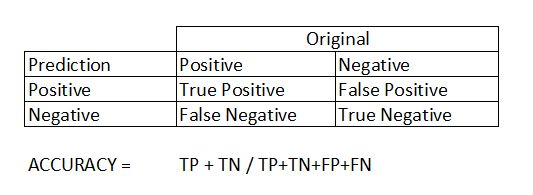 Original
Prediction Positive Negative
Positive True Positive False Positive
Negative False Negative True Negative
ACCURACY = TP + TN / TP+TN+FP+FN